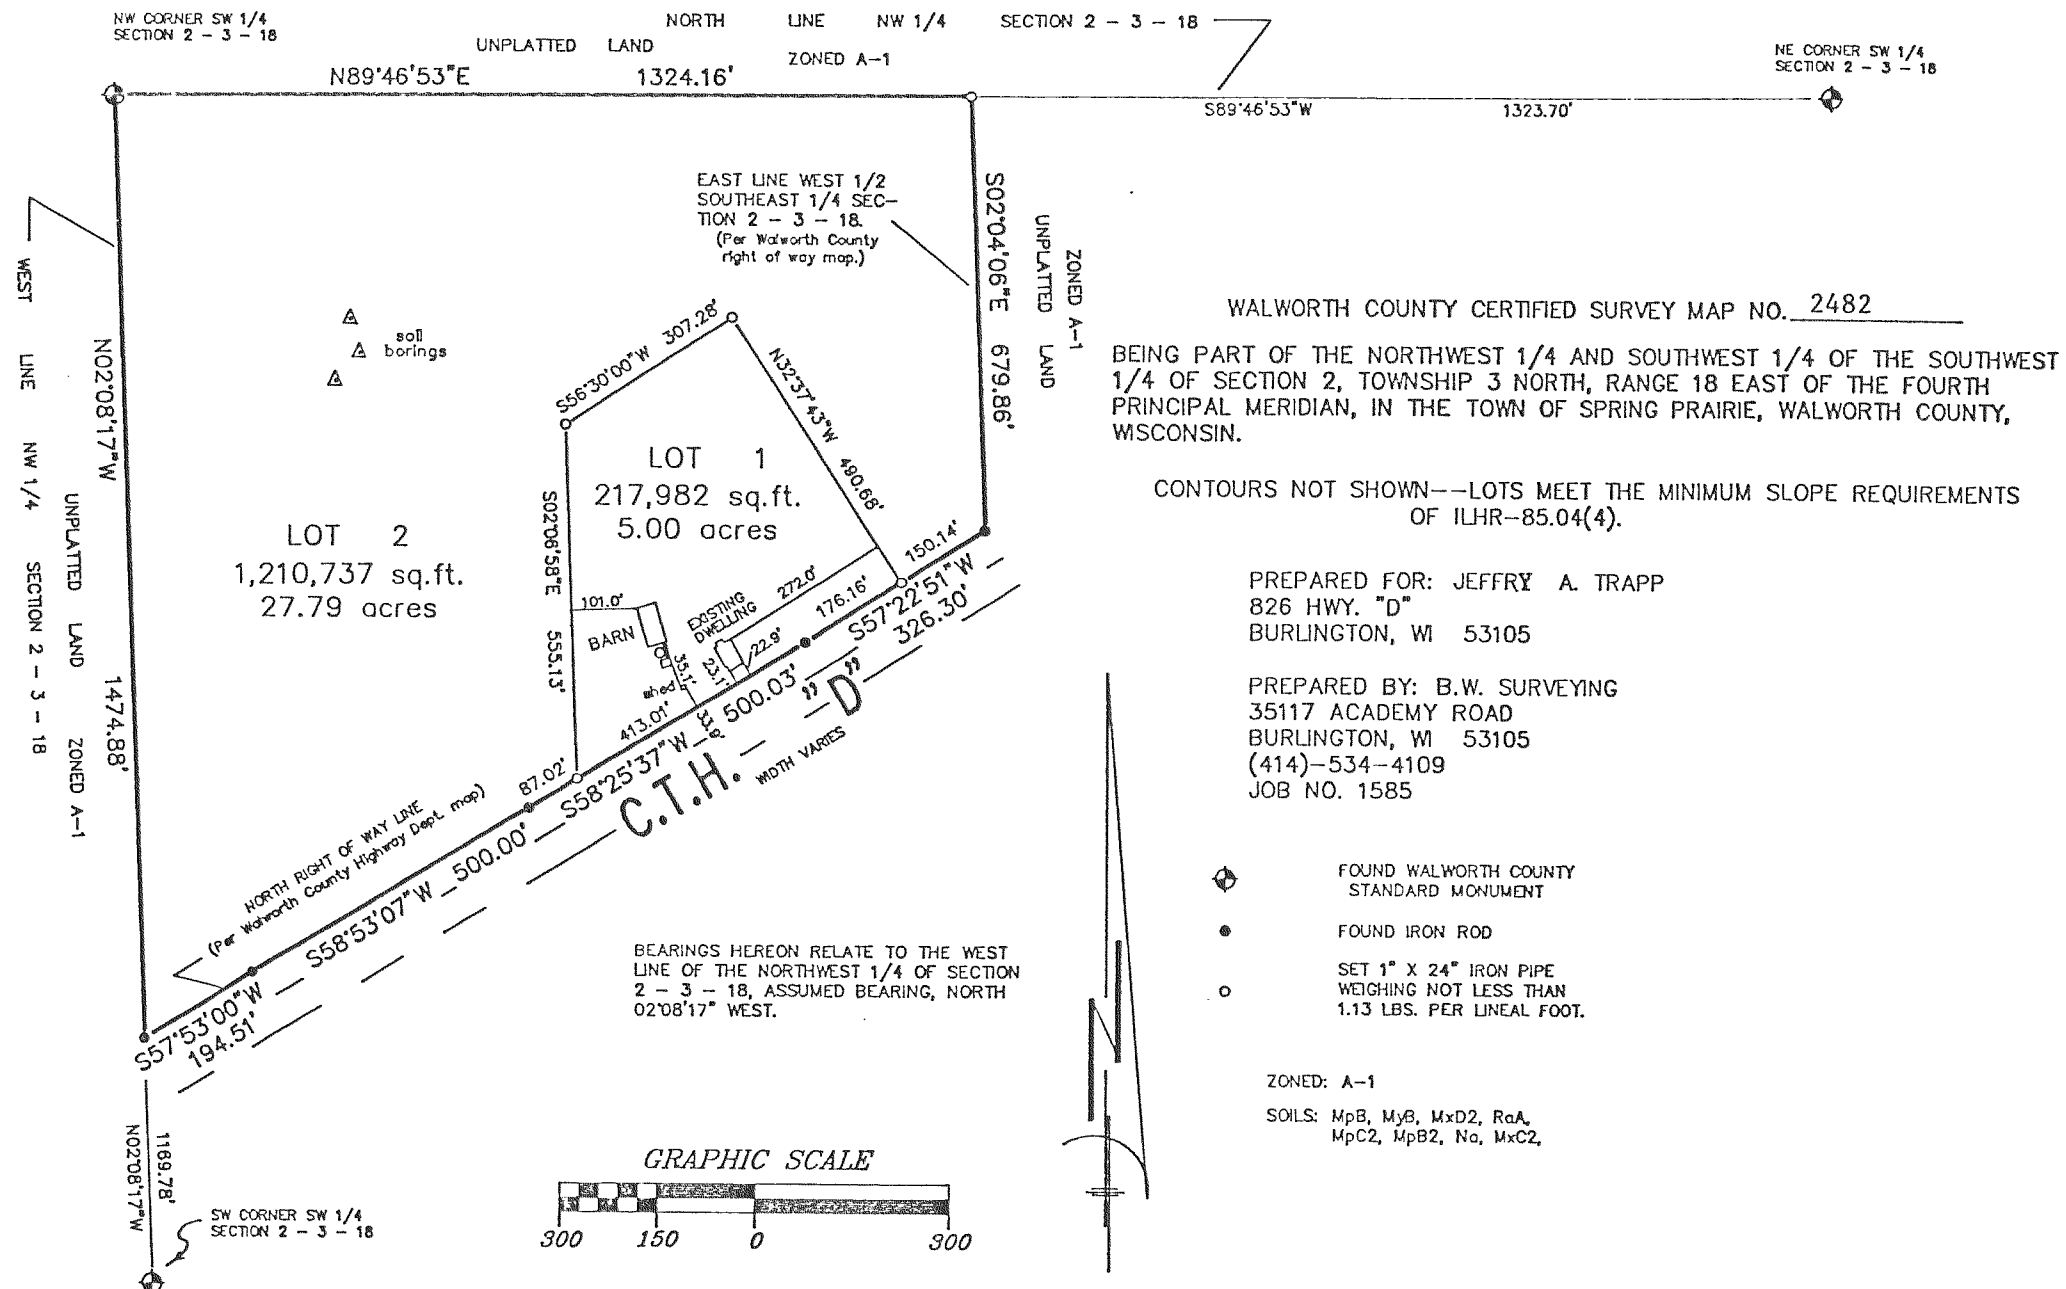 NW CORNER SW 1/4
SECTION 2 - 3 - 18
NORTH LINE NW 1/4 SECTION 2 - 3 - 18
UNPLATTED LAND
ZONED A-1
N89°46'53"E 1324.16'
NE CORNER SW 1/4
SECTION 2 - 3 - 18
S89°46'53"W 1323.70'
EAST LINE WEST 1/2
SOUTHEAST 1/4 SEC-
TION 2 - 3 - 18.
(Per Walworth County
right of way map.)
S02°04'06"E 679.86'
UNPLATTED LAND
ZONED A-1
WEST LINE NW 1/4 SECTION 2 - 3 - 18
UNPLATTED LAND ZONED A-1
N02°08'17"W 1474.88'
soil
borings
S56°30'00"W 307.28'
N32°37'43"W 490.68'
LOT 1
217,982 sq.ft.
5.00 acres
S02°06'58"E 555.13'
LOT 2
1,210,737 sq.ft.
27.79 acres
101.0'
BARN
EXISTING
DWELLING
272.0'
22.9'
23.1'
35.1'
shed
33.9'
150.14'
176.16'
S57°22'51"W
326.30'
413.01'
87.02'
S58°25'37"W 500.03'
C.T.H. "D"
WIDTH VARIES
NORTH RIGHT OF WAY LINE
(Per Walworth County Highway Dept. map)
S58°53'07"W 500.00'
S57°53'00"W
194.51'
1169.78'
N02°08'17"W
SW CORNER SW 1/4
SECTION 2 - 3 - 18
BEARINGS HEREON RELATE TO THE WEST
LINE OF THE NORTHWEST 1/4 OF SECTION
2 - 3 - 18, ASSUMED BEARING, NORTH
02°08'17" WEST.
GRAPHIC SCALE
300 150 0 300
WALWORTH COUNTY CERTIFIED SURVEY MAP NO. 2482
BEING PART OF THE NORTHWEST 1/4 AND SOUTHWEST 1/4 OF THE SOUTHWEST
1/4 OF SECTION 2, TOWNSHIP 3 NORTH, RANGE 18 EAST OF THE FOURTH
PRINCIPAL MERIDIAN, IN THE TOWN OF SPRING PRAIRIE, WALWORTH COUNTY,
WISCONSIN.
CONTOURS NOT SHOWN--LOTS MEET THE MINIMUM SLOPE REQUIREMENTS
OF ILHR-85.04(4).
PREPARED FOR: JEFFRY A. TRAPP
826 HWY. "D"
BURLINGTON, WI 53105
PREPARED BY: B.W. SURVEYING
35117 ACADEMY ROAD
BURLINGTON, WI 53105
(414)-534-4109
JOB NO. 1585
FOUND WALWORTH COUNTY
STANDARD MONUMENT
FOUND IRON ROD
SET 1" X 24" IRON PIPE
WEIGHING NOT LESS THAN
1.13 LBS. PER LINEAL FOOT.
N
ZONED: A-1
SOILS: MpB, MyB, MxD2, RaA,
MpC2, MpB2, Na, MxC2,